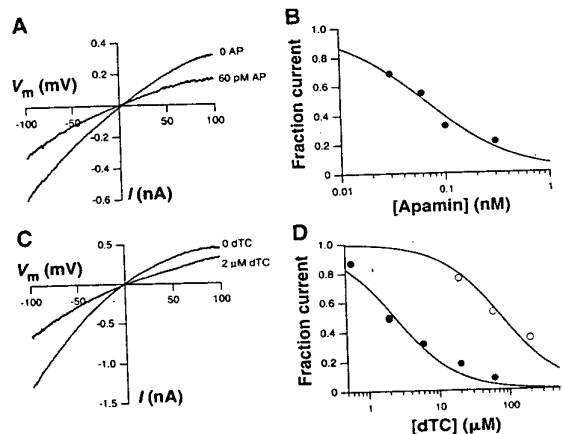 A
V_m (mV)
0.4
0.2
-100
-50
50
100
-0.2
-0.4
-0.6
0 AP
60 pM AP
I (nA)
B
Fraction current
1.0
0.8
0.6
0.4
0.2
0
0.01
0.1
1
[Apamin] (nM)
C
V_m (mV)
0.5
-100
-50
50
100
-0.5
-1.0
-1.5
0 dTC
2 μM dTC
I (nA)
D
Fraction current
1.0
0.8
0.6
0.4
0.2
0.0
1
10
100
[dTC] (μM)